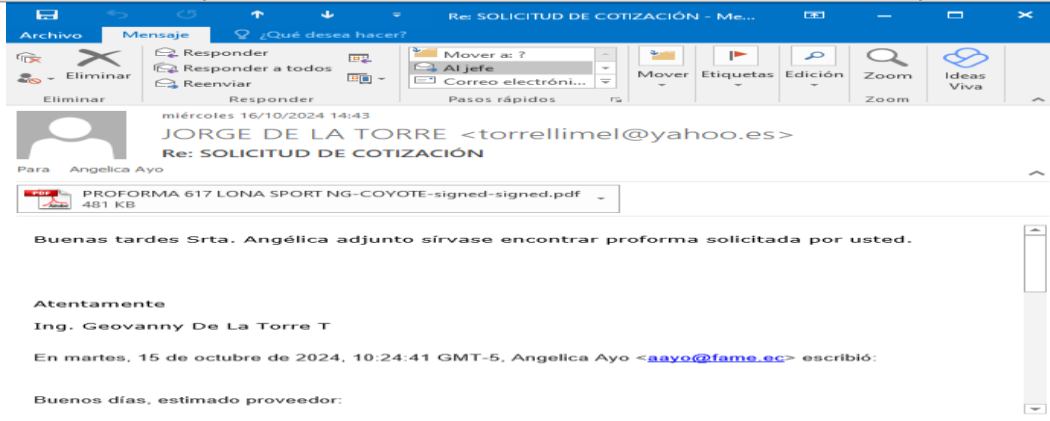 Re: SOLICITUD DE COTIZACIÓN - Me...
Archivo Mensaje ¿Qué desea hacer?
Eliminar
Responder
Responder a todos
Reenviar
Mover a: ?
Al jefe
Correo electróni...
Mover
Etiquetas
Edición
Zoom
Ideas
Viva
Eliminar Responder Pasos rápidos Zoom
miércoles 16/10/2024 14:43
JORGE DE LA TORRE <torrellimel@yahoo.es>
Re: SOLICITUD DE COTIZACIÓN
Para Angelica Ayo
PDF
Adobe
PROFORMA 617 LONA SPORT NG-COYOTE-signed-signed.pdf
481 KB
Buenas tardes Srta. Angélica adjunto sírvase encontrar proforma solicitada por usted.
Atentamente
Ing. Geovanny De La Torre T
En martes, 15 de octubre de 2024, 10:24:41 GMT-5, Angelica Ayo <aayo@fame.ec> escribió:
Buenos días, estimado proveedor: